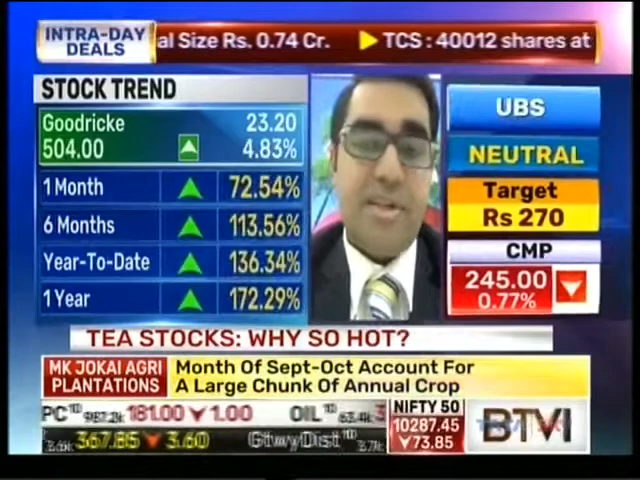 INTRA-DAY
DEALS
al Size Rs. 0.74 Cr. TCS : 40012 shares at
STOCK TREND
Goodricke 23.20
504.00 4.83%
1 Month 72.54%
6 Months 113.56%
Year-To-Date 136.34%
1 Year 172.29%
UBS
NEUTRAL
Target
Rs 270
CMP
245.00
0.77%
TEA STOCKS: WHY SO HOT?
MK JOKAI AGRI
PLANTATIONS
Month Of Sept-Oct Account For
A Large Chunk Of Annual Crop
181.00 1.00 OIL
367.85 3.60
NIFTY 50
10287.45
73.85
BTVI